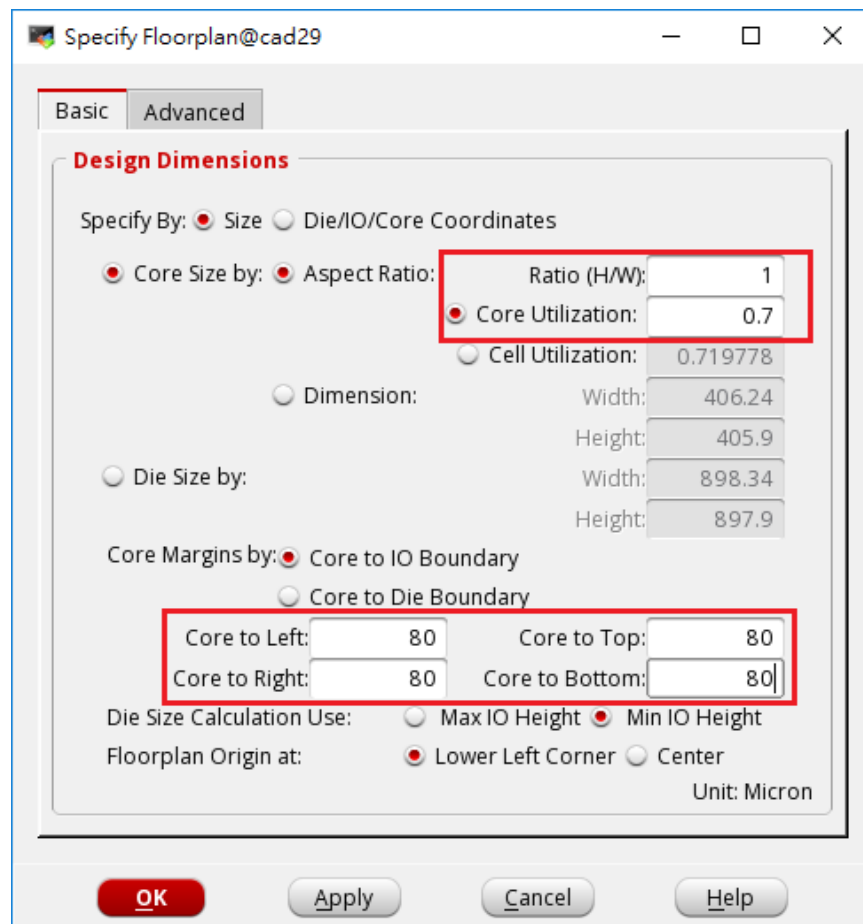 Specify Floorplan@cad29
Basic Advanced
Design Dimensions
Specify By: Size Die/IO/Core Coordinates
Core Size by: Aspect Ratio: Ratio (H/W): 1
Core Utilization: 0.7
Cell Utilization: 0.719778
Dimension: Width: 406.24
Height: 405.9
Die Size by: Width: 898.34
Height: 897.9
Core Margins by: Core to IO Boundary
Core to Die Boundary
Core to Left: 80 Core to Top: 80
Core to Right: 80 Core to Bottom: 80
Die Size Calculation Use: Max IO Height Min IO Height
Floorplan Origin at: Lower Left Corner Center
Unit: Micron
OK Apply Cancel Help